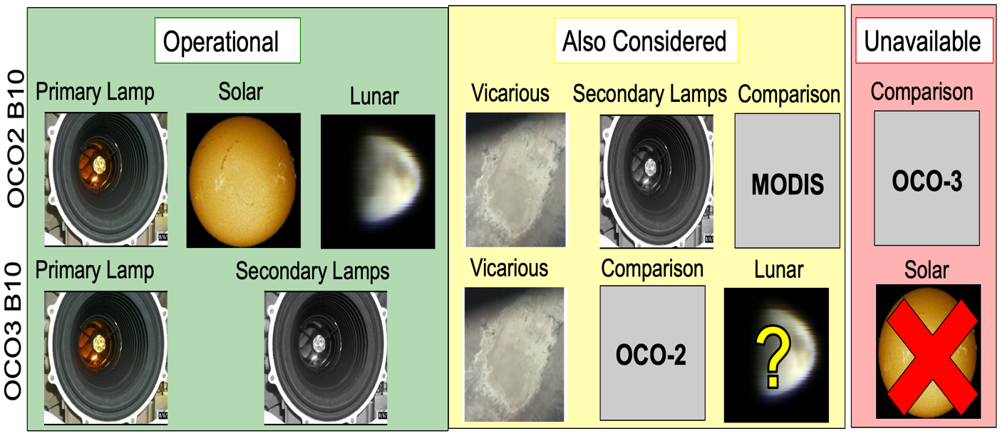 Operational
Also Considered
Unavailable
OCO2 B10
Primary Lamp
Solar
Lunar
Vicarious
Secondary Lamps
Comparison
Comparison
MODIS
OCO-3
OCO3 B10
Primary Lamp
Secondary Lamps
Vicarious
Comparison
Lunar
Solar
OCO-2
?